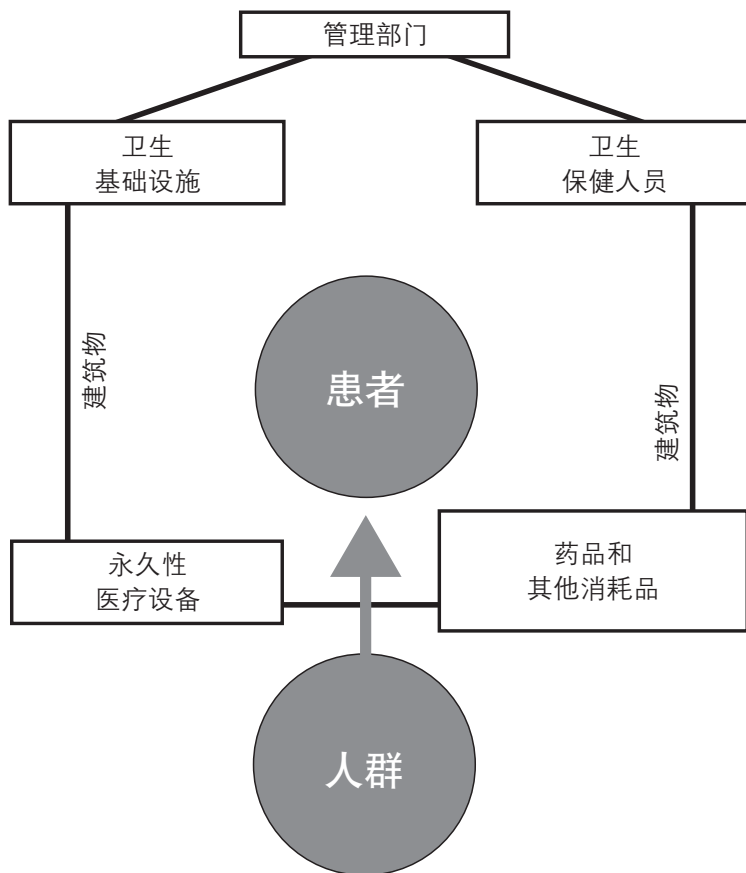 管理部门
卫生
基础设施
卫生
保健人员
建筑物
患者
建筑物
永久性
医疗设备
药品和
其他消耗品
人群